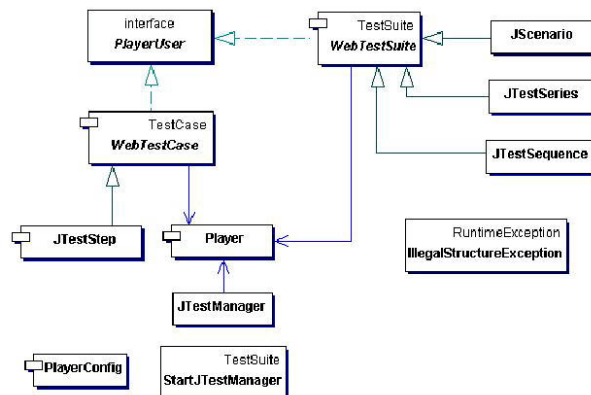 interface
PlayerUser
TestSuite
WebTestSuite
JScenario
JTestSeries
TestCase
WebTestCase
JTestSequence
JTestStep
Player
RuntimeException
IllegalStructureException
JTestManager
PlayerConfig
TestSuite
StartJTestManager